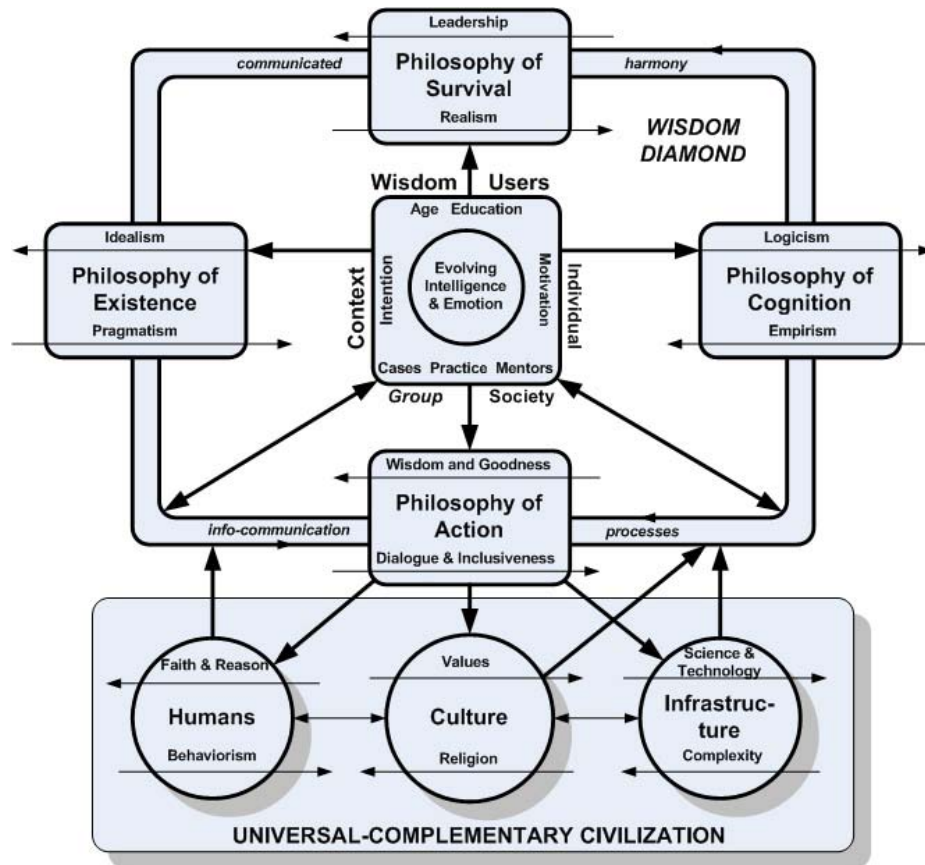 Leadership
communicated
Philosophy of
Survival
harmony
Realism
WISDOM
DIAMOND
Wisdom Users
Age Education
Idealism
Philosophy of
Existence
Pragmatism
Context
Intention
Evolving
Intelligence
& Emotion
Motivation
Individual
Logicism
Philosophy of
Cognition
Empirism
Cases Practice Mentors
Group Society
Wisdom and Goodness
Philosophy of
Action
info-communication
processes
Dialogue & Inclusiveness
Faith & Reason
Humans
Behaviorism
Values
Culture
Religion
Science &
Technology
Infrastruc-
ture
Complexity
UNIVERSAL-COMPLEMENTARY CIVILIZATION